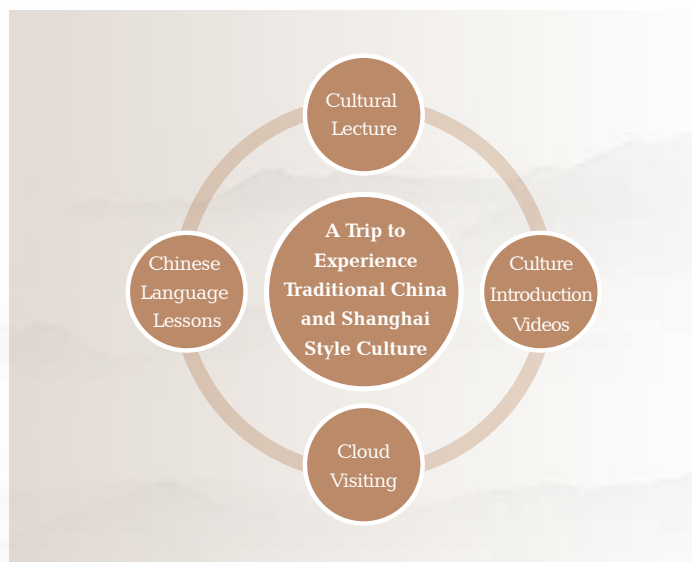 Cultural
Lecture
A Trip to
Experience
Traditional China
and Shanghai
Style Culture
Chinese
Language
Lessons
Culture
Introduction
Videos
Cloud
Visiting